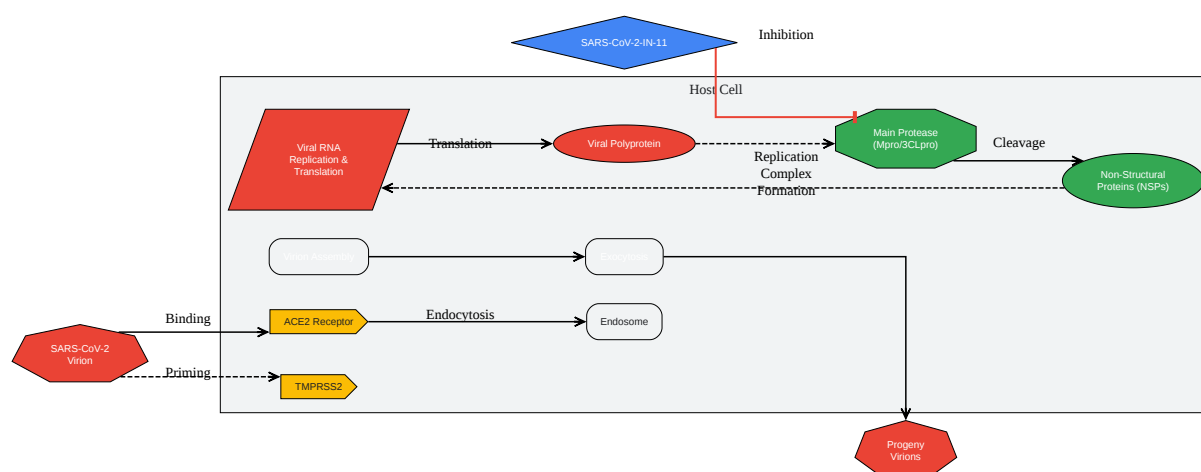 SARS-CoV-2-IN-11
Inhibition
Host Cell
Viral RNA
Replication &
Translation
Translation
Viral Polyprotein
Main Protease
(Mpro/3CLpro)
Cleavage
Replication
Complex
Formation
Non-Structural
Proteins (NSPs)
Virion Assembly
Exocytosis
Binding
ACE2 Receptor
Endocytosis
Endosome
SARS-CoV-2
Virion
Priming
TMPRSS2
Progeny
Virions